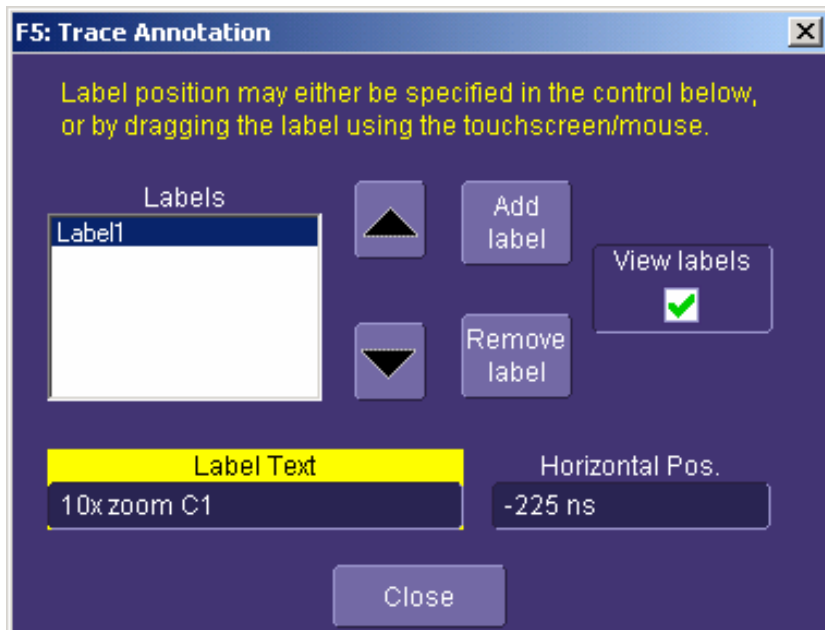 F5: Trace Annotation
Label position may either be specified in the control below,
or by dragging the label using the touchscreen/mouse.
Labels
Label1
Add
label
Remove
label
View labels
Label Text
10x zoom C1
Horizontal Pos.
-225 ns
Close